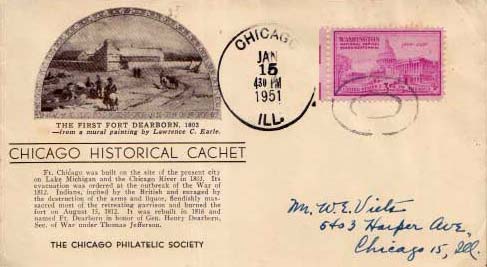 THE FIRST FORT DEARBORN, 1803
—from a mural painting by Lawrence C. Earle.
CHICAGO HISTORICAL CACHET
Ft. Chicago was built on the site of the present city
on Lake Michigan and the Chicago River in 1803. Its
evacuation was ordered at the outbreak of the War of
1812. Indians, incited by the British and enraged by
the destruction of the arms and liquor, fiendishly mas-
sacred most of the retreating garrison and burned the
fort on August 15, 1812. It was rebuilt in 1816 and
named Ft. Dearborn in honor of Gen. Henry Dearborn,
Sec. of War under Thomas Jefferson.
THE CHICAGO PHILATELIC SOCIETY
CHICAGO
JAN
15
430 PM
1951
ILL.
WASHINGTON
NATIONAL CAPITAL
SESQUICENTENNIAL
Mr. W. E. Viets
6403 Harper Ave,
Chicago 15, Ill.